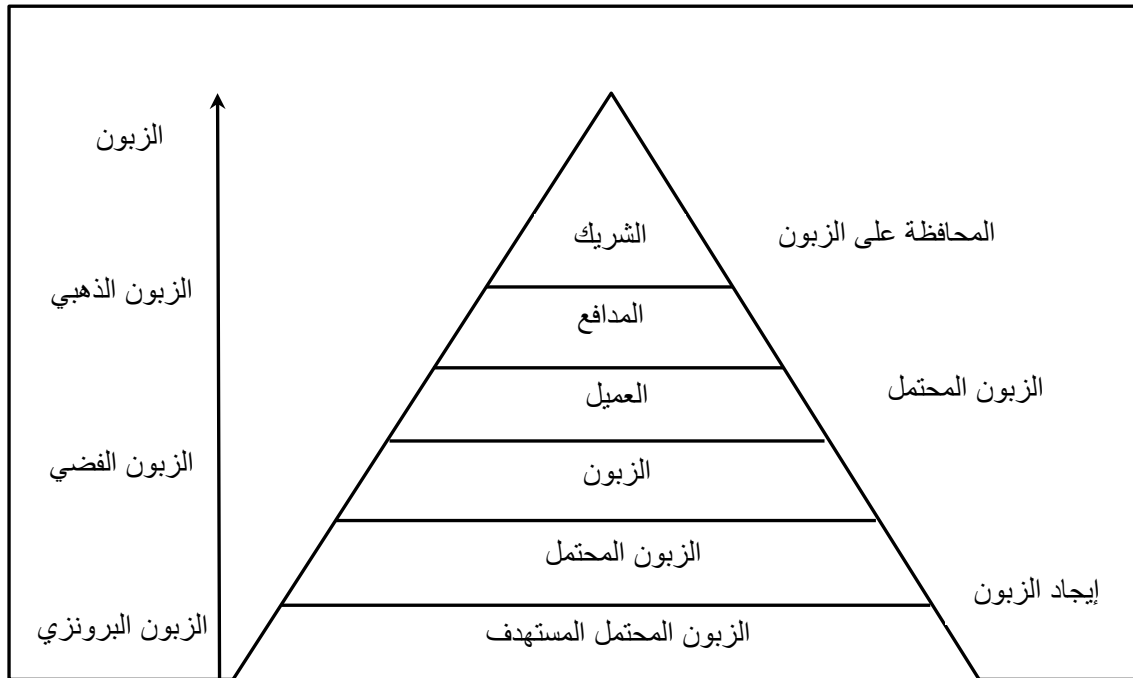 الزبون
المحافظة على الزبون
الشريك
الزبون الذهبي
المدافع
الزبون المحتمل
العميل
الزبون الفضي
الزبون
الزبون المحتمل
إيجاد الزبون
الزبون المحتمل المستهدف
الزبون البرونزي